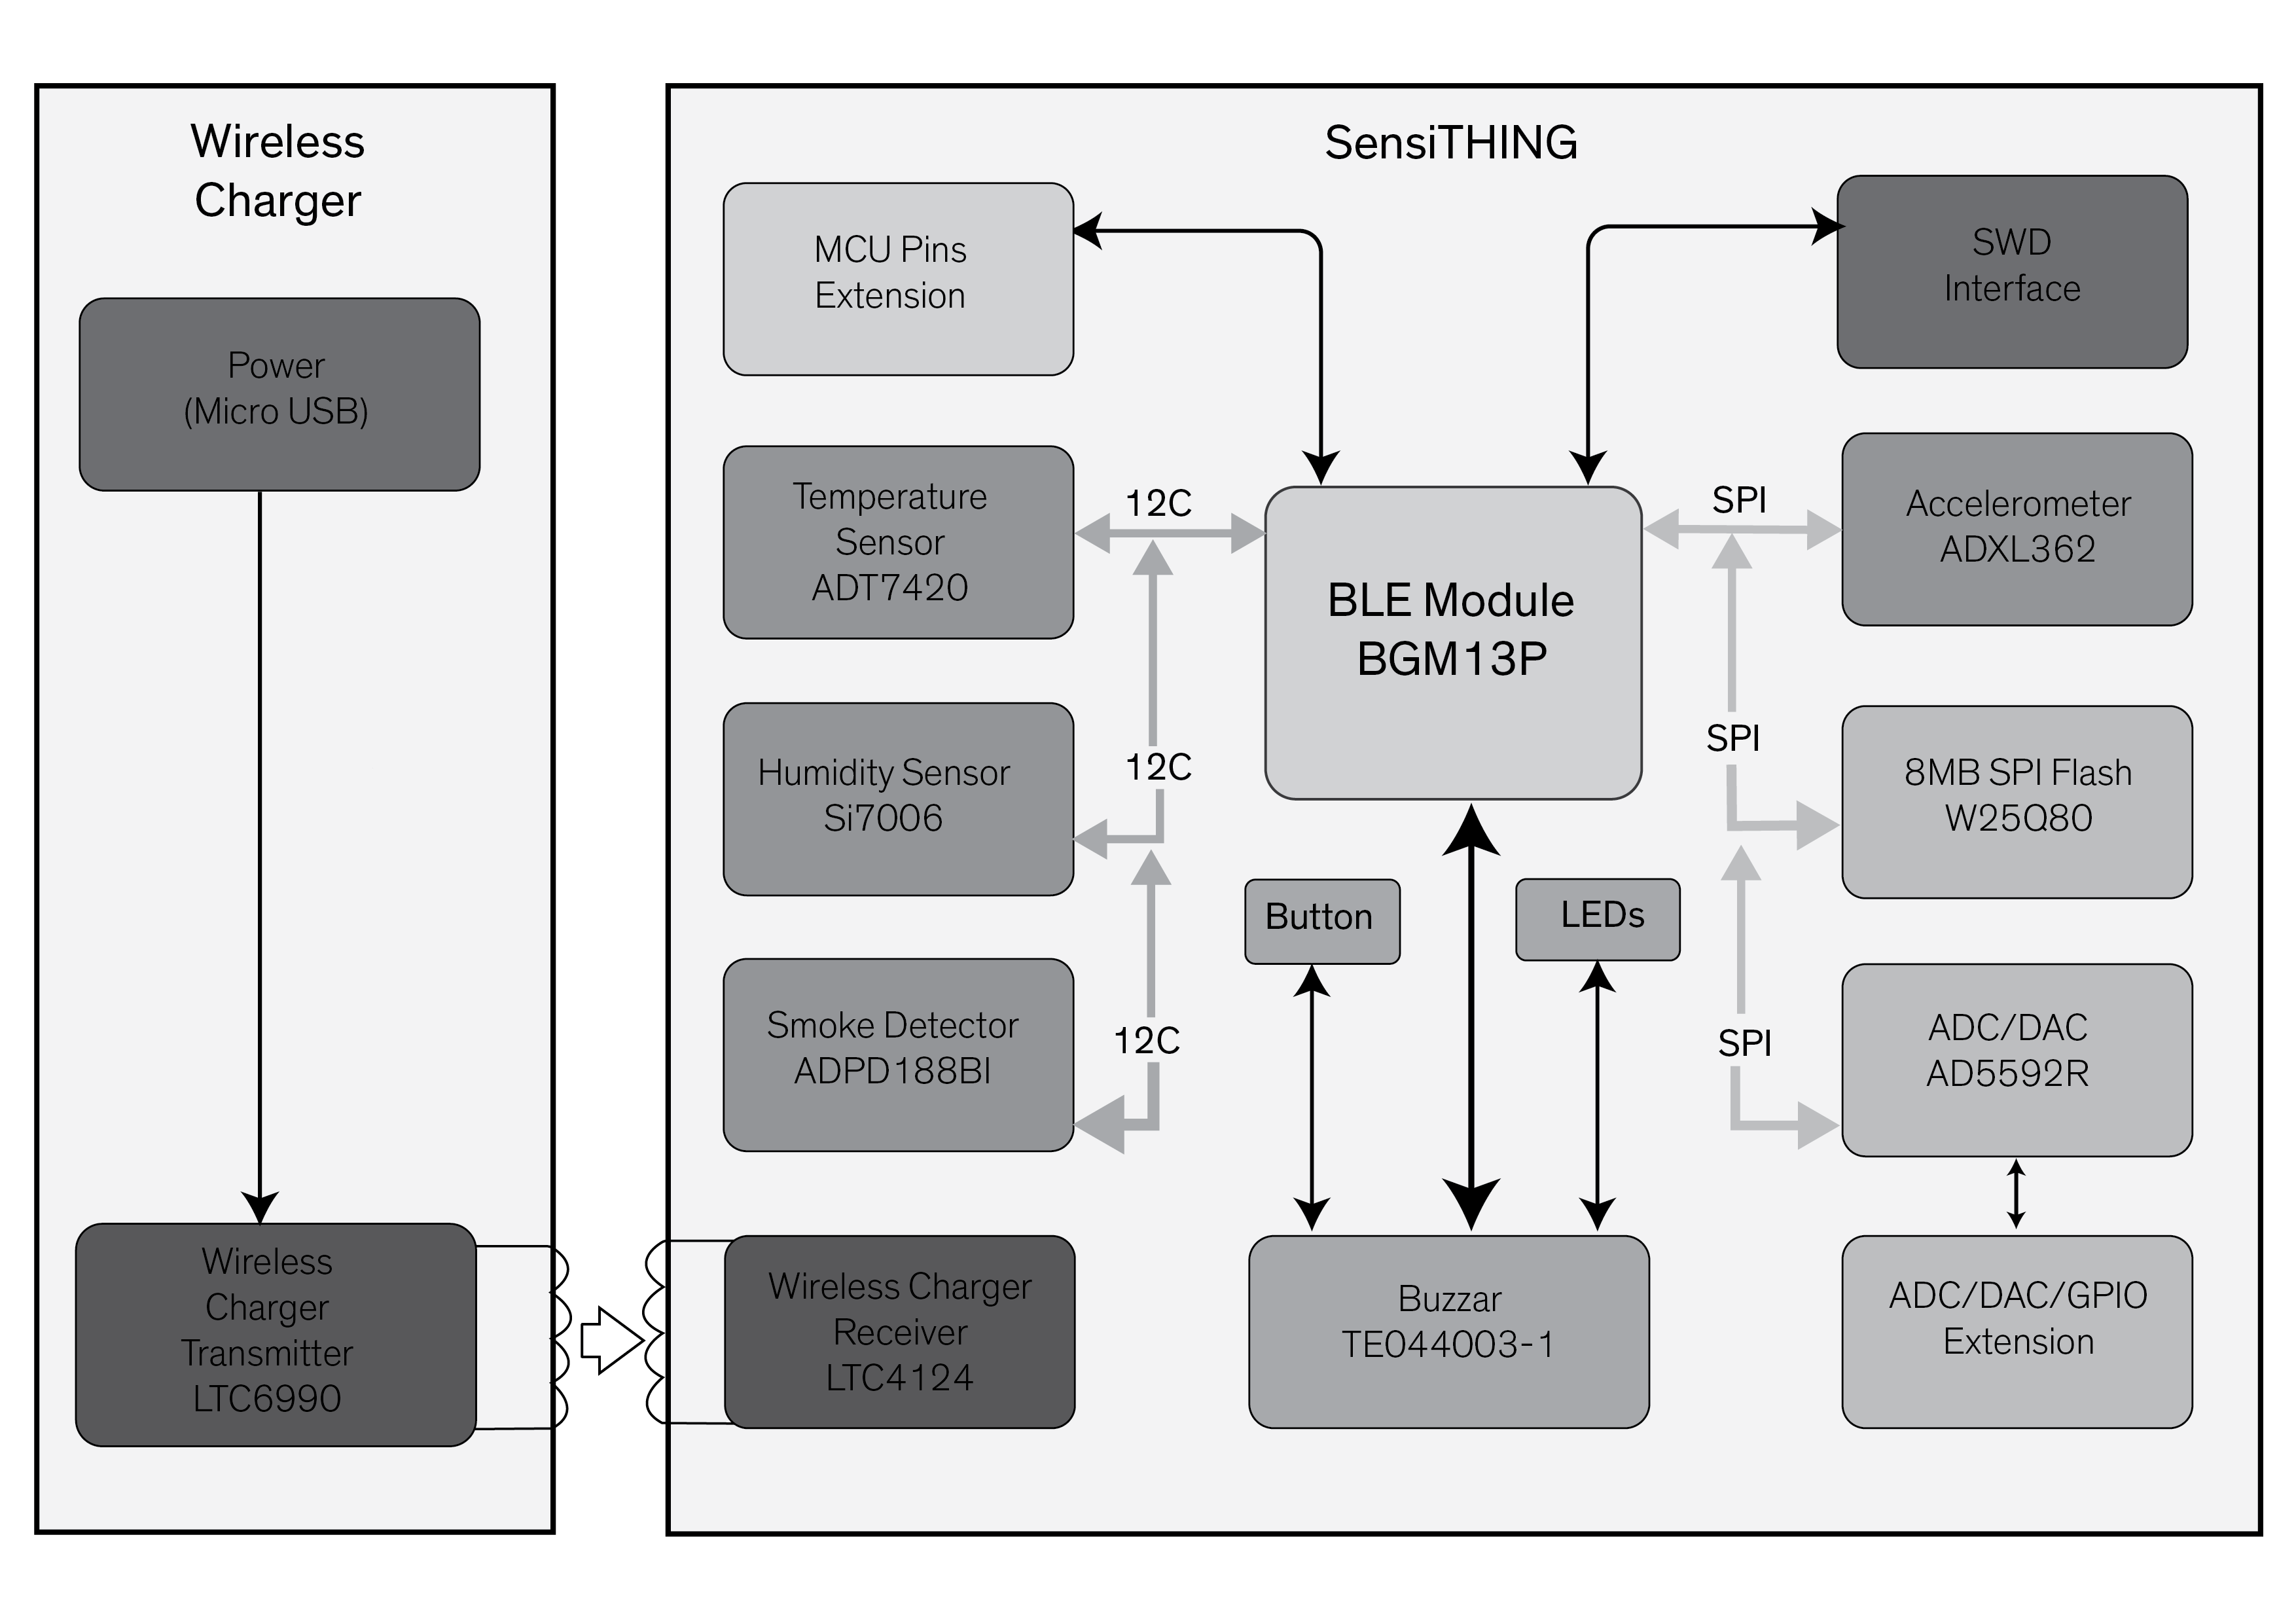 Wireless
Charger
Power
(Micro USB)
Wireless
Charger
Transmitter
LTC6990
SensiTHING
MCU Pins
Extension
SWD
Interface
Temperature
Sensor
ADT7420
12C
BLE Module
BGM13P
SPI
Accelerometer
ADXL362
Humidity Sensor
Si7006
12C
SPI
8MB SPI Flash
W25Q80
Button
LEDs
Smoke Detector
ADPD188BI
12C
SPI
ADC/DAC
AD5592R
Wireless Charger
Receiver
LTC4124
Buzzar
TE044003-1
ADC/DAC/GPIO
Extension